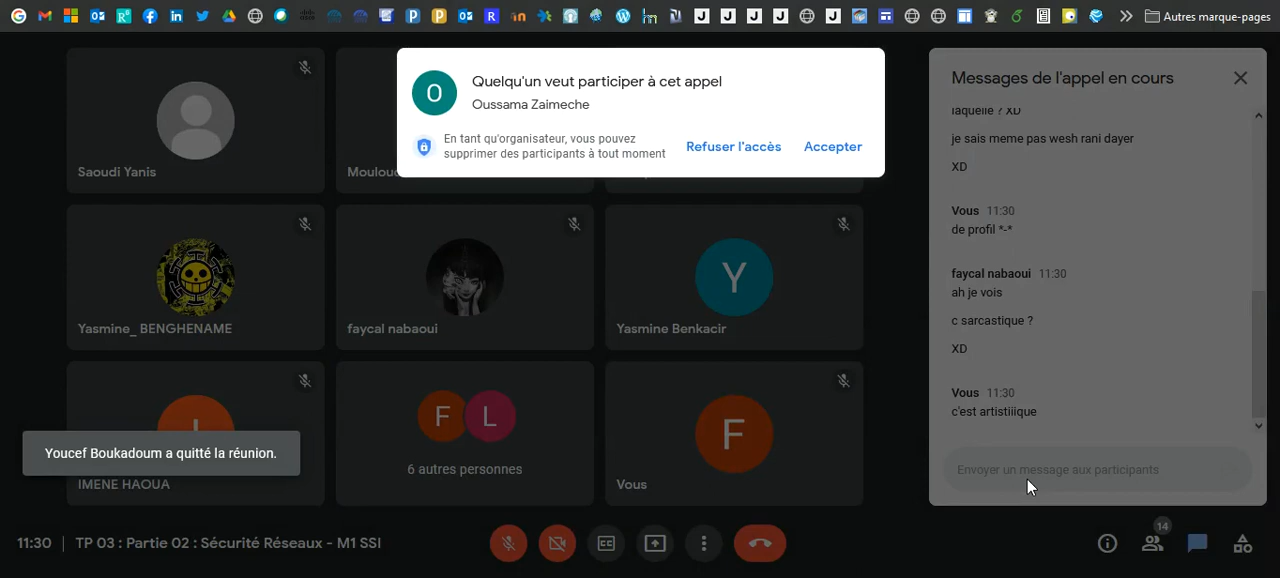 Autres marque-pages
Quelqu'un veut participer à cet appel
O
Oussama Zaimeche
En tant qu'organisateur, vous pouvez
supprimer des participants à tout moment
Refuser l'accès
Accepter
Saudi Yanis
Yasmine_ BENGHENAME
faycal nabaoui
Y
Yasmine Benkacir
Youcef Boukadoum a quitté la réunion.
IMENE HAOUA
F L
6 autres personnes
F
Vous
Messages de l'appel en cours
laquelle ? XD
je sais meme pas wesh rani dayer
XD
Vous 11:30
de profil *-*
faycal nabaoui 11:30
ah je vois
c sarcastique ?
XD
Vous 11:30
c'est artistiiique
Envoyer un message aux participants
11:30 | TP 03 : Partie 02 : Sécurité Réseaux - M1 SSI
14